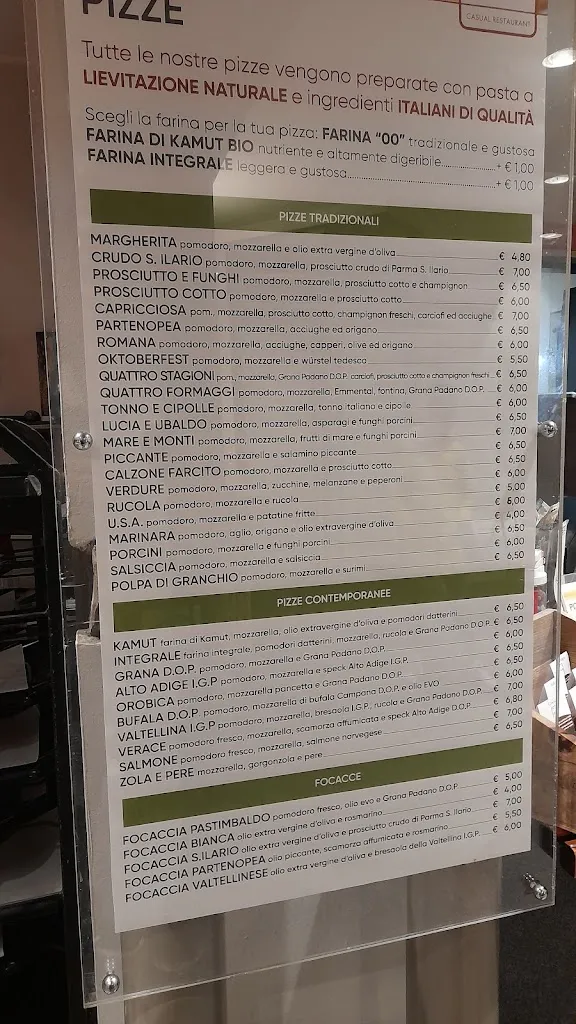 PIZZE
CASUAL RESTAURANT
Tutte le nostre pizze vengono preparate con pasta a
LIEVITAZIONE NATURALE e ingredienti ITALIANI DI QUALITÀ
Scegli la farina per la tua pizza: FARINA "00" tradizionale e gustosa
FARINA DI KAMUT BIO nutriente e altamente digeribile + € 1,00
FARINA INTEGRALE leggera e gustosa + € 1,00
PIZZE TRADIZIONALI
MARGHERITA pomodoro, mozzarella e olio extra vergine d'oliva € 4,80
CRUDO S. ILARIO pomodoro, mozzarella, prosciutto crudo di Parma S. Ilario € 7,00
PROSCIUTTO E FUNGHI pomodoro, mozzarella, prosciutto cotto e champignon € 6,50
PROSCIUTTO COTTO pomodoro, mozzarella e prosciutto cotto € 6,00
CAPRICCIOSA pom., mozzarella, prosciutto cotto, champignon freschi, carciofi ed acciughe € 7,00
PARTENOPEA pomodoro, mozzarella, acciughe ed origano € 6,50
ROMANA pomodoro, mozzarella, acciughe, capperi, olive ed origano € 6,00
OKTOBERFEST pomodoro, mozzarella e würstel tedesco € 5,50
QUATTRO STAGIONI pom., mozzarella, Grana Padano D.O.P. carciofi, prosciutto cotto e champignon freschi € 6,50
QUATTRO FORMAGGI pomodoro, mozzarella, Emmental, fontina, Grana Padano D.O.P. € 6,00
TONNO E CIPOLLE pomodoro, mozzarella, tonno italiano e cipolle € 6,00
LUCIA E UBALDO pomodoro, mozzarella, asparagi e funghi porcini € 6,50
MARE E MONTI pomodoro, mozzarella, frutti di mare e funghi porcini € 7,00
PICCANTE pomodoro, mozzarella e salamino piccante € 6,50
CALZONE FARCITO pomodoro, mozzarella e prosciutto cotto € 6,50
VERDURE pomodoro, mozzarella, zucchine, melanzane e peperoni € 6,00
RUCOLA pomodoro, mozzarella e rucola € 5,00
U.S.A. pomodoro, mozzarella e patatine fritte €
MARINARA pomodoro, aglio, origano e olio extravergine d'oliva € 4,00
PORCINI pomodoro, mozzarella e funghi porcini € 6,50
SALSICCIA pomodoro, mozzarella e salsiccia € 6,00
POLPA DI GRANCHIO pomodoro, mozzarella e surimi € 6,50
PIZZE CONTEMPORANEE
KAMUT farina di Kamut, mozzarella, olio extravergine d'oliva e pomodori datterini € 6,50
INTEGRALE farina integrale, pomodori datterini, mozzarella, rucola e Grana Padano D.O.P. € 6,50
GRANA D.O.P. pomodoro, mozzarella e Grana Padano D.O.P. € 6,00
ALTO ADIGE I.G.P pomodoro, mozzarella e speck Alto Adige I.G.P. € 6,50
OROBICA pomodoro, mozzarella pancetta e Grana Padano D.O.P. € 6,50
BUFALA D.O.P. pomodoro, mozzarella di bufala Campana D.O.P. e olio EVO € 6,00
VALTELLINA I.G.P pomodoro, mozzarella, bresaola I.G.P., rucola e Grana Padano D.O.P. € 7,00
VERACE pomodoro fresco, mozzarella, scamorza affumicata e speck Alto Adige D.O.P. € 6,80
SALMONE pomodoro fresco, mozzarella, salmone norvegese € 7,00
ZOLA E PERE mozzarella, gorgonzola e pere € 6,50
FOCACCE
FOCACCIA PASTIMBALDO pomodoro fresco, olio evo e Grana Padano D.O.P. € 5,00
FOCACCIA BIANCA olio extra vergine d'oliva e rosmarino € 4,00
FOCACCIA S.ILARIO olio extra vergine d'oliva e prosciutto crudo di Parma S. Ilario € 7,00
FOCACCIA PARTENOPEA olio piccante, scamorza affumicata e rosmarino € 5,50
FOCACCIA VALTELLINESE olio extra vergine d'oliva e bresaola della Valtellina I.G.P. € 6,00